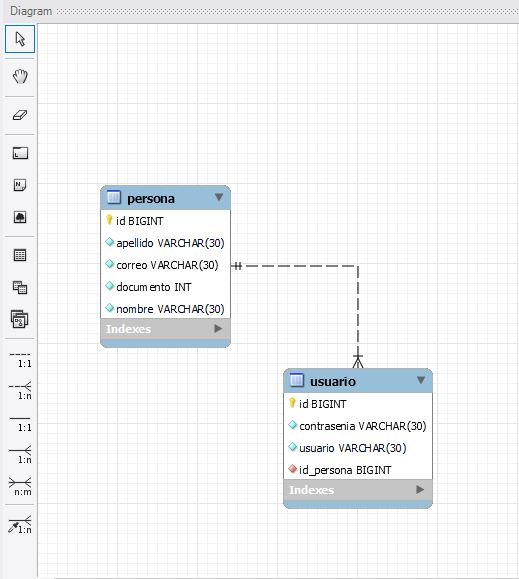 Diagram
persona
id BIGINT
apellido VARCHAR(30)
correo VARCHAR(30)
documento INT
nombre VARCHAR(30)
Indexes
usuario
id BIGINT
contrasenia VARCHAR(30)
usuario VARCHAR(30)
id_persona BIGINT
Indexes
1:1
1:n
1:1
1:n
n:m
1:n